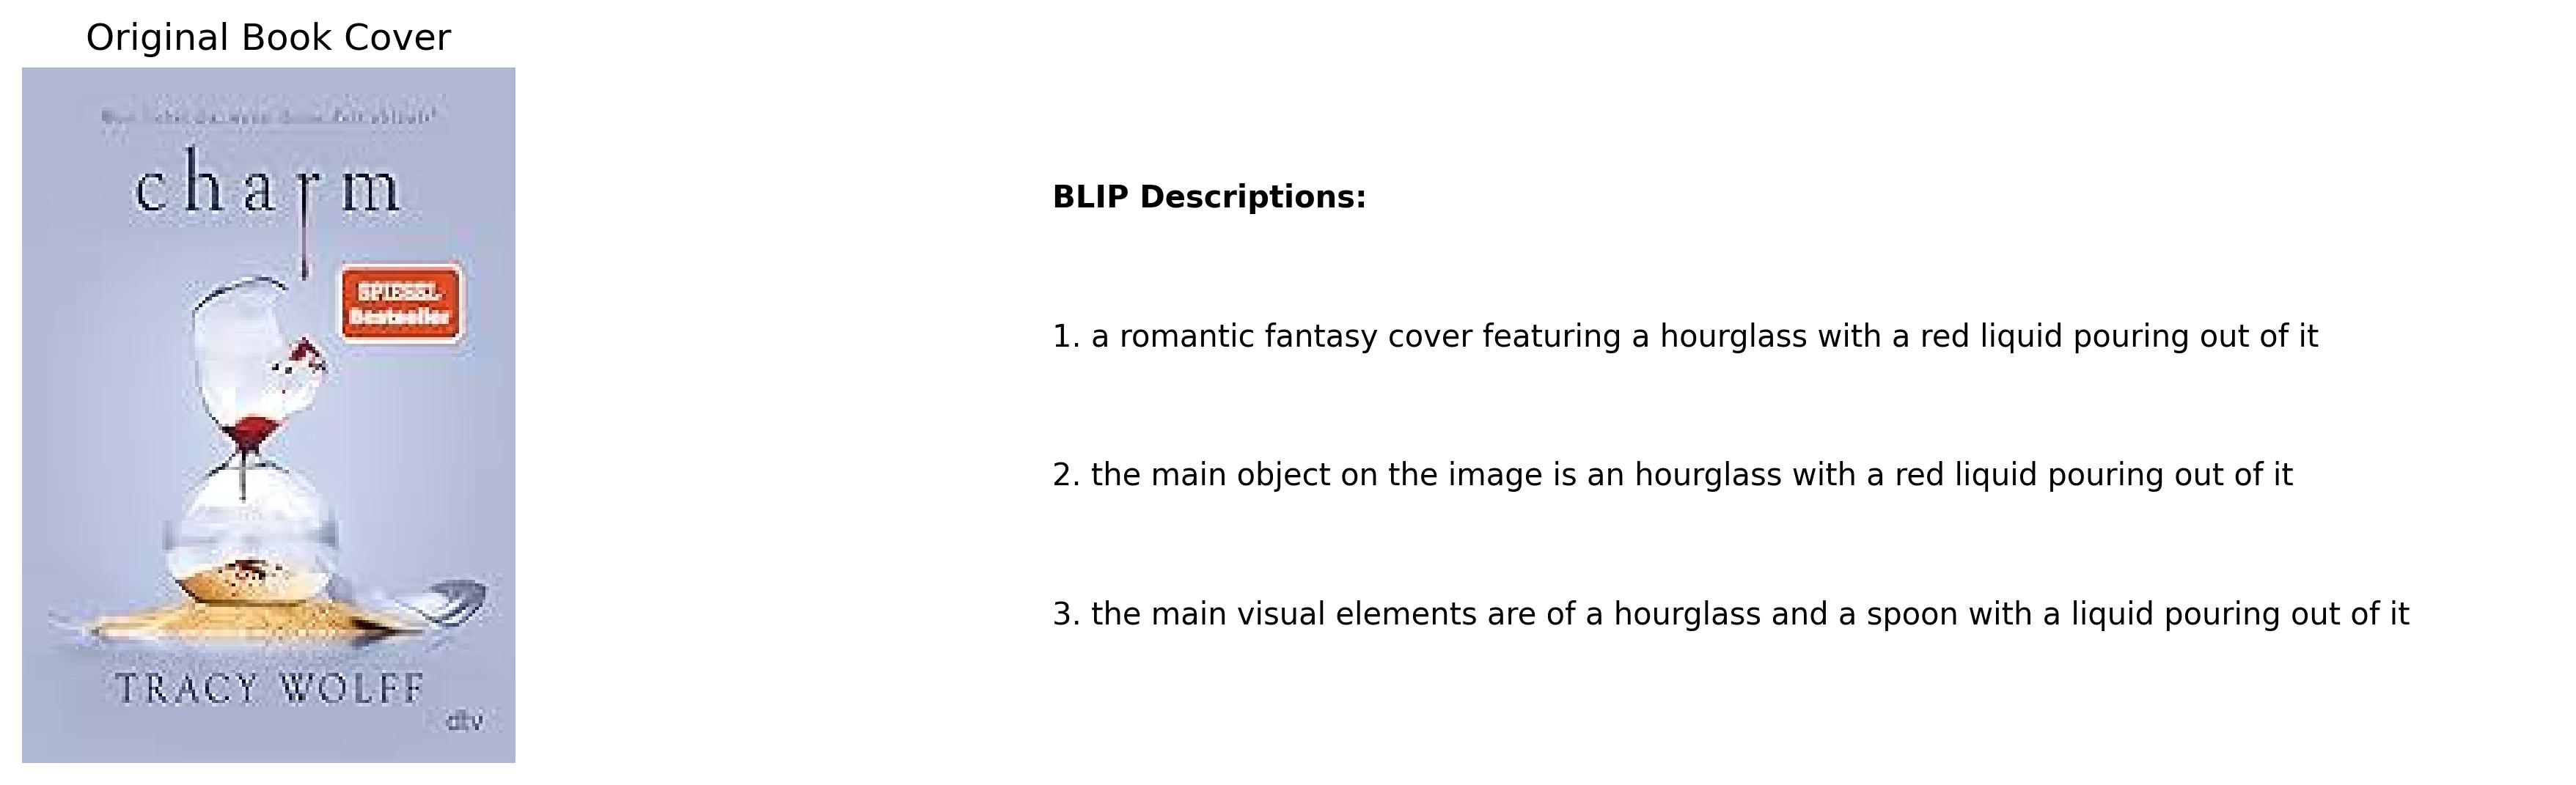 Original Book Cover
charm
SPIEGEL
Bestseller
TRACY WOLFF
dtv
BLIP Descriptions:
1. a romantic fantasy cover featuring a hourglass with a red liquid pouring out of it
2. the main object on the image is an hourglass with a red liquid pouring out of it
3. the main visual elements are of a hourglass and a spoon with a liquid pouring out of it